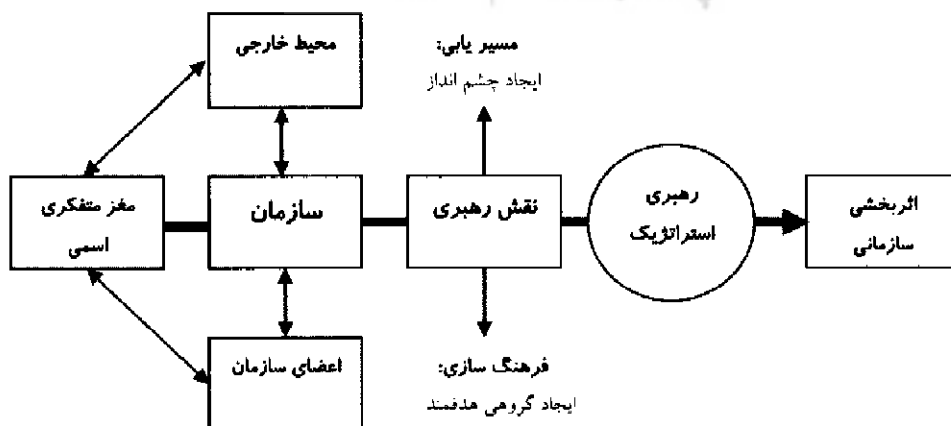 محیط خارجی
مسیر یابی:
ایجاد چشم انداز
مغز متفکری
اسمی
سازمان
نقش رهبری
رهبری
استراتژیک
اثربخشی
سازمانی
اعضای سازمان
فرهنگ سازی:
ایجاد گروهی هدفمند